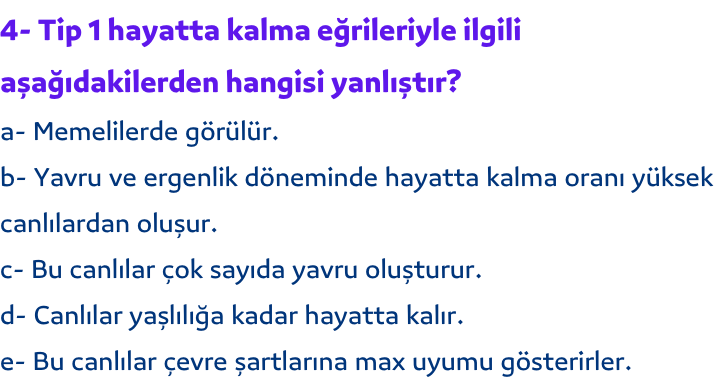 4- Tip 1 hayatta kalma eğrileriyle ilgili
aşağıdakilerden hangisi yanlıştır?
a- Memelilerde görülür.
b- Yavru ve ergenlik döneminde hayatta kalma oranı yüksek
canlılardan oluşur.
c- Bu canlılar çok sayıda yavru oluşturur.
d- Canlılar yaşlılığa kadar hayatta kalır.
e- Bu canlılar çevre şartlarına max uyumu gösterirler.